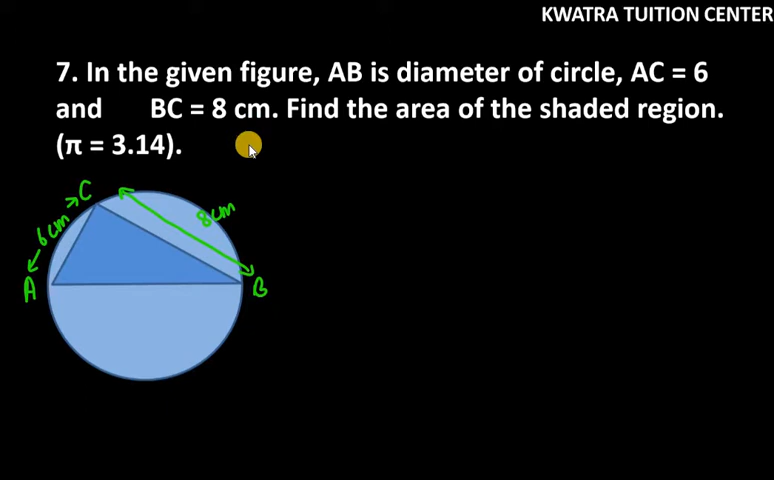 KWATRA TUITION CENTER
7. In the given figure, AB is diameter of circle, AC = 6
and BC = 8 cm. Find the area of the shaded region.
(π = 3.14).
C
6cm
8cm
A
B